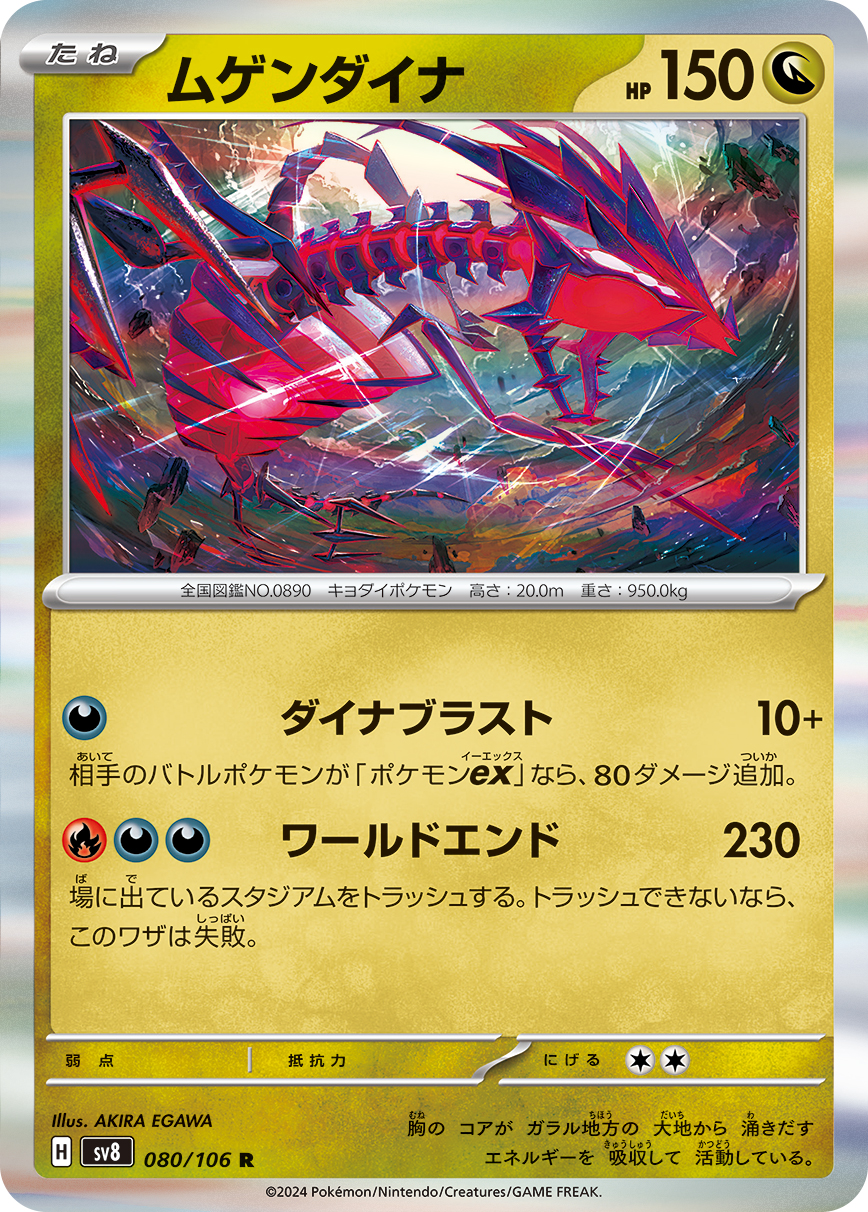 たね
ムゲンダイナ
HP 150
全国図鑑NO.0890 キヨダイポケモン 高さ：20.0m 重さ：950.0kg
ダイナブラスト 10+
相手のバトルポケモンが「ポケモンex」なら、80ダメージ追加。
ワールドエンド 230
場に出ているスタジアムをトラッシュする。トラッシュできないなら、
このワザは失敗。
弱点 抵抗力 にげる
Illus. AKIRA EGAWA
胸の コアが ガラル地方の 大地から 湧きだす
エネルギーを 吸収して 活動している。
H sv8 080/106 R
©2024 Pokémon/Nintendo/Creatures/GAME FREAK.